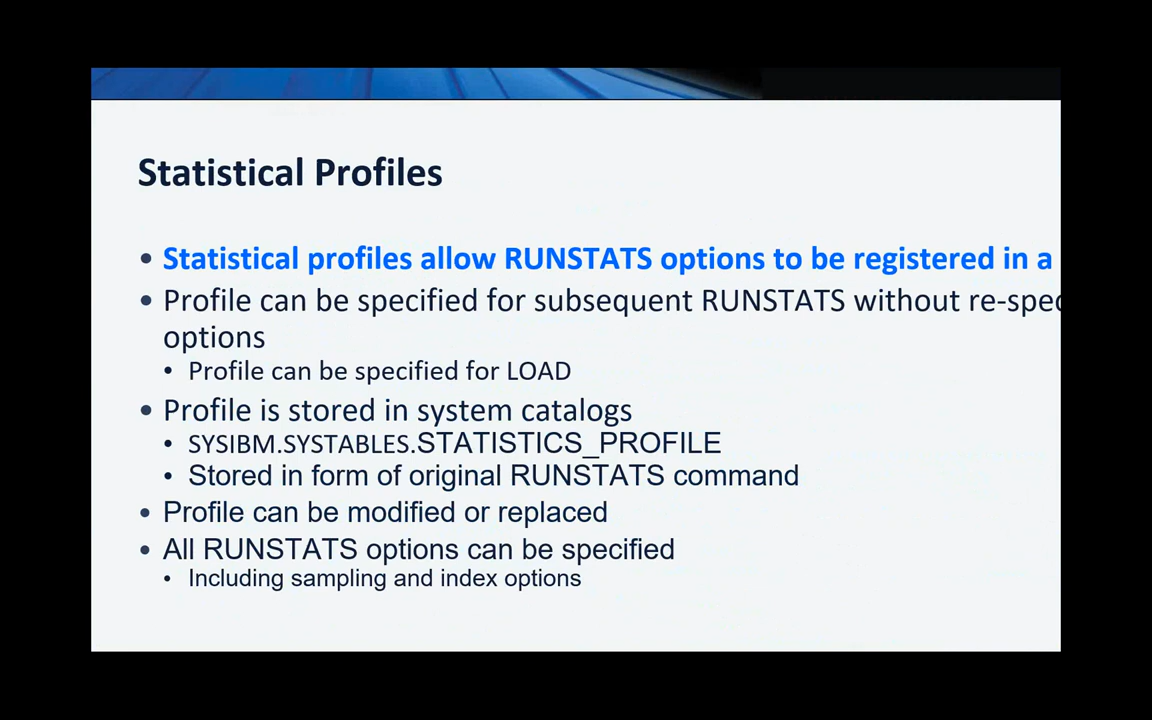 Statistical Profiles
• Statistical profiles allow RUNSTATS options to be registered in a
• Profile can be specified for subsequent RUNSTATS without
options
• Profile can be specified for LOAD
• Profile is stored in system catalogs
• SYSIBM.SYSTABLES.STATISTICS_PROFILE
• Stored in form of original RUNSTATS command
• Profile can be modified or replaced
• All RUNSTATS options can be specified
• Including sampling and index options